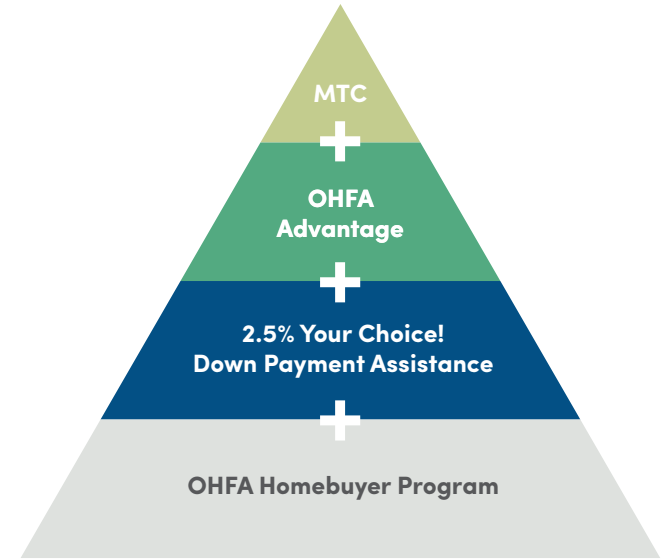 MTC
+
OHFA
Advantage
+
2.5% Your Choice!
Down Payment Assistance
+
OHFA Homebuyer Program